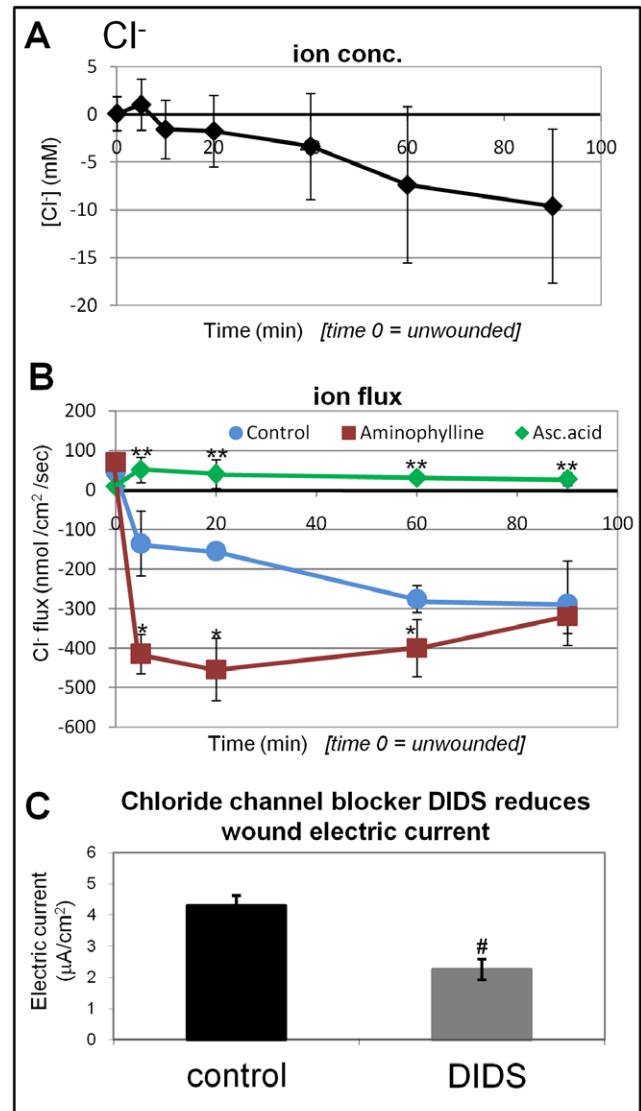 A Cl-
ion conc.
5
0
-5
-10
-15
-20
0 20 40 60 80 100
[Cl-] (mM)
Time (min) [time 0 = unwounded]
B
ion flux
Control Aminophylline Asc.acid
200
100
0
-100
-200
-300
-400
-500
-600
** ** ** **
* * *
0 20 40 60 80 100
Cl- flux (nmol /cm2 /sec)
Time (min) [time 0 = unwounded]
C Chloride channel blocker DIDS reduces
wound electric current
6
5
4
3
2
1
0
Electric current
(µA/cm2)
#
control DIDS